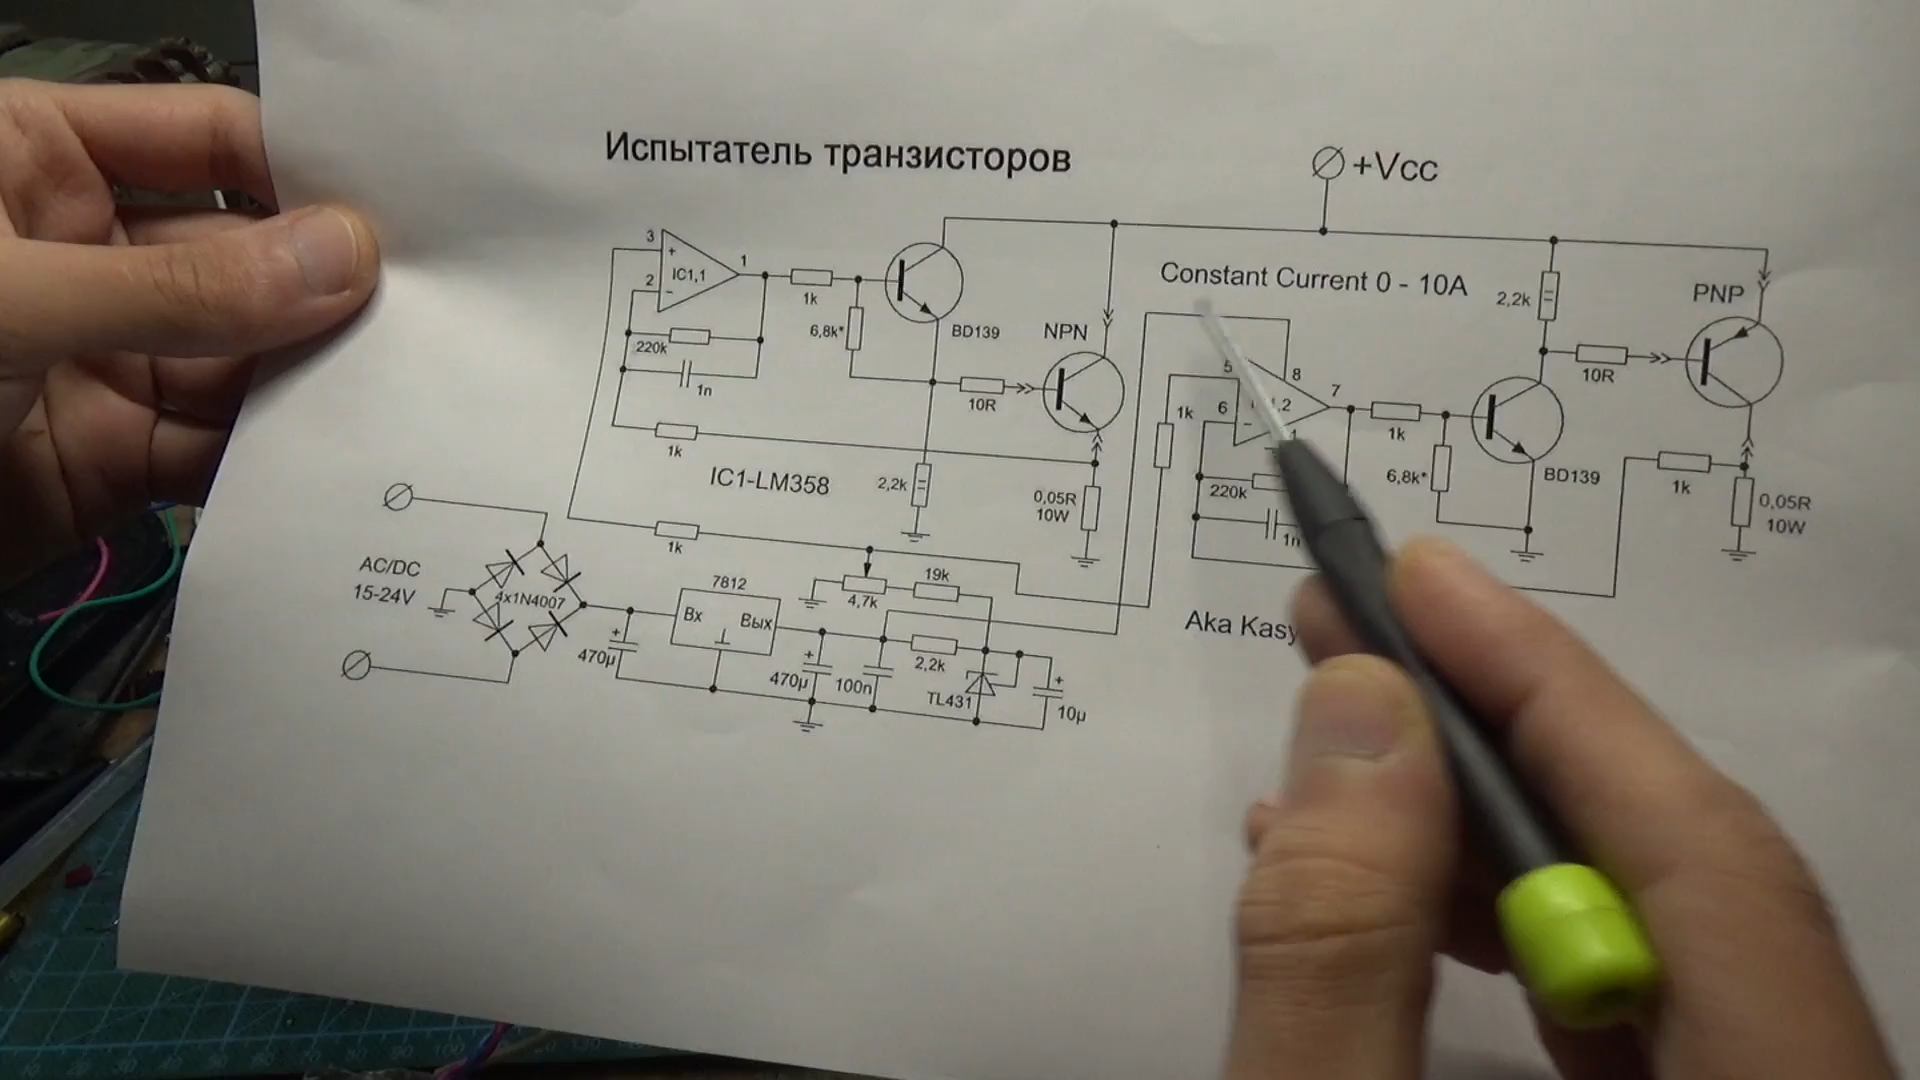 Испытатель транзисторов
+Vcc
3
+
IC1,1
2
-
1
1k
6,8k*
220k
1n
BD139
NPN
10R
1k
IC1-LM358
2,2k
0,05R
10W
Constant Current 0 - 10A
2,2k
PNP
10R
5
8
6
-
7
1k
1k
6,8k*
220k
1n
BD139
1k
0,05R
10W
AC/DC
15-24V
4x1N4007
1k
7812
Вх
Вых
4,7k
19k
470µ
470µ
100n
2,2k
TL431
+
+
+
10µ
Aka